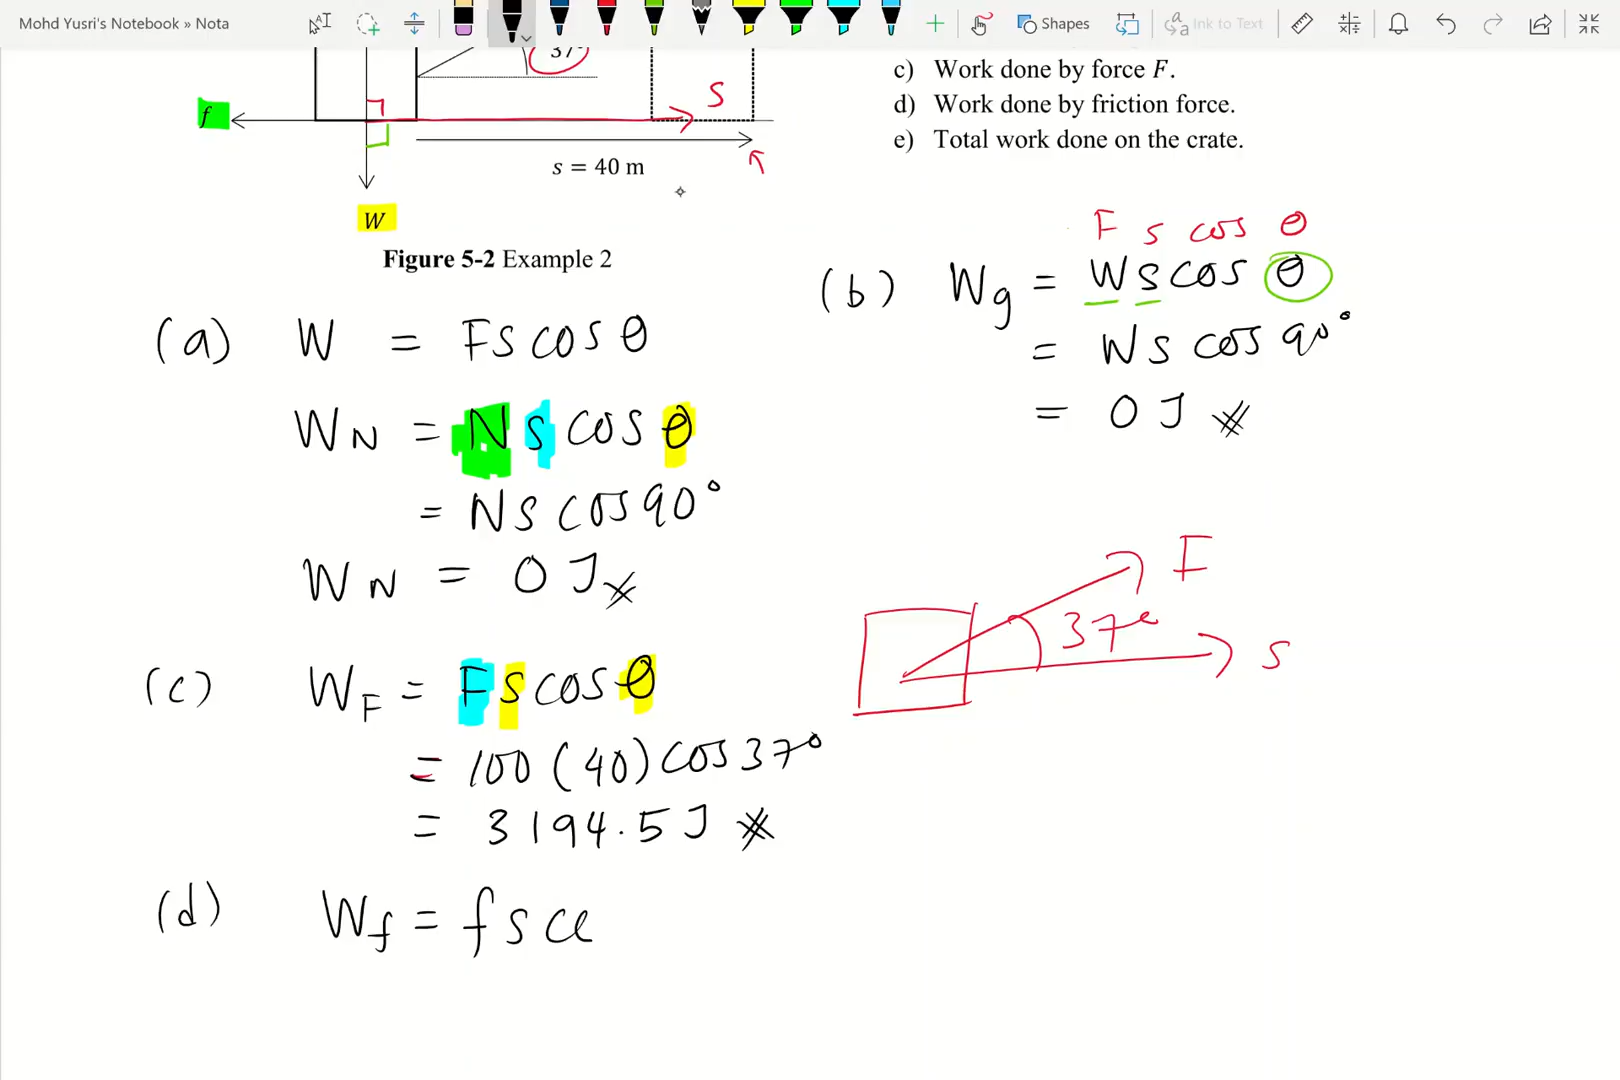 Mohd Yusri's Notebook » Nota
Shapes
Ink to Text
37°
c) Work done by force F.
d) Work done by friction force.
e) Total work done on the crate.
f
s
s = 40 m
W
Figure 5-2 Example 2
F s cos θ
(b) Wg = W s cos θ
= W s cos 90°
= 0 J
(a) W = F s cos θ
WN = N s cos θ
= N s cos 90°
WN = 0 J
F
37°
s
(c) WF = F s cos θ
= 100 (40) cos 37°
= 3194.5 J
(d) Wf = f s c